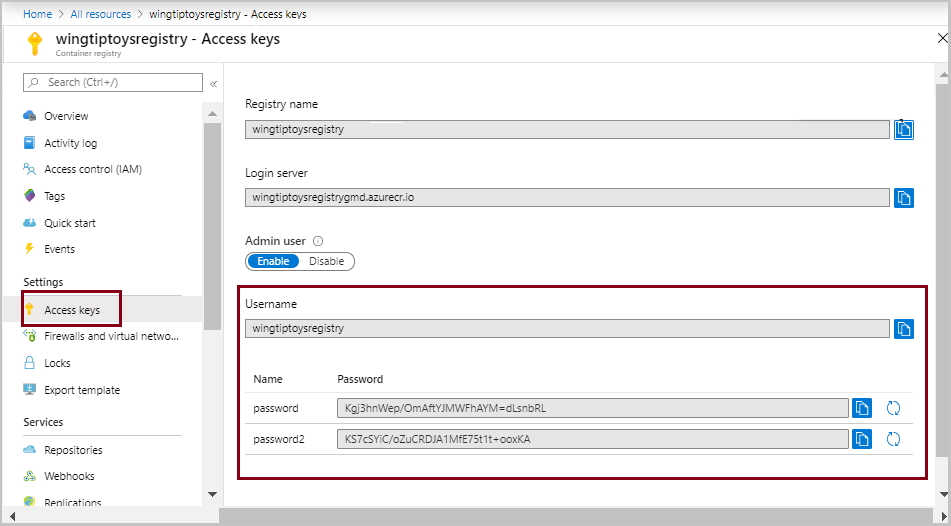 Home > All resources > wingtiptoysregistry - Access keys
wingtiptoysregistry - Access keys
Container registry
Search (Ctrl+/)
Overview
Activity log
Access control (IAM)
Tags
Quick start
Events
Settings
Access keys
Firewalls and virtual netwo...
Locks
Export template
Services
Repositories
Webhooks
Replications
Registry name
wingtiptoysregistry
Login server
wingtiptoysregistrygmd.azurecr.io
Admin user
Enable Disable
Username
wingtiptoysregistry
Name Password
password Kgj3hnWep/OmAftYJMWFhAYM=dLsnbRL
password2 KS7cSYiC/oZuCRDJA1MfE75t1t+ooxKA